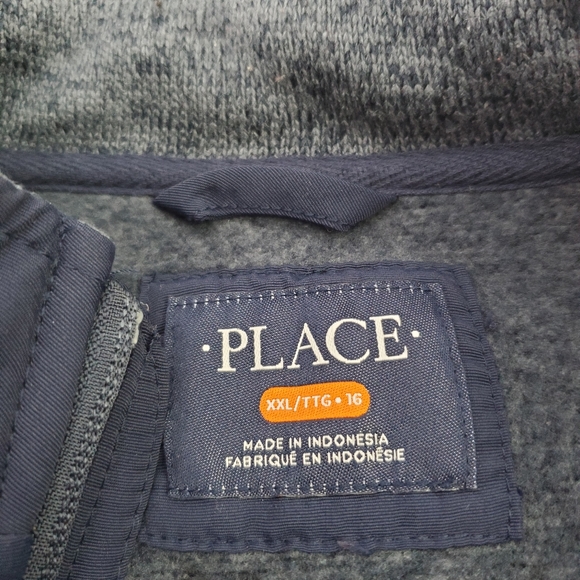 · PLACE ·
XXL/TTG • 16
MADE IN INDONESIA
FABRIQUÉ EN INDONÉSIE